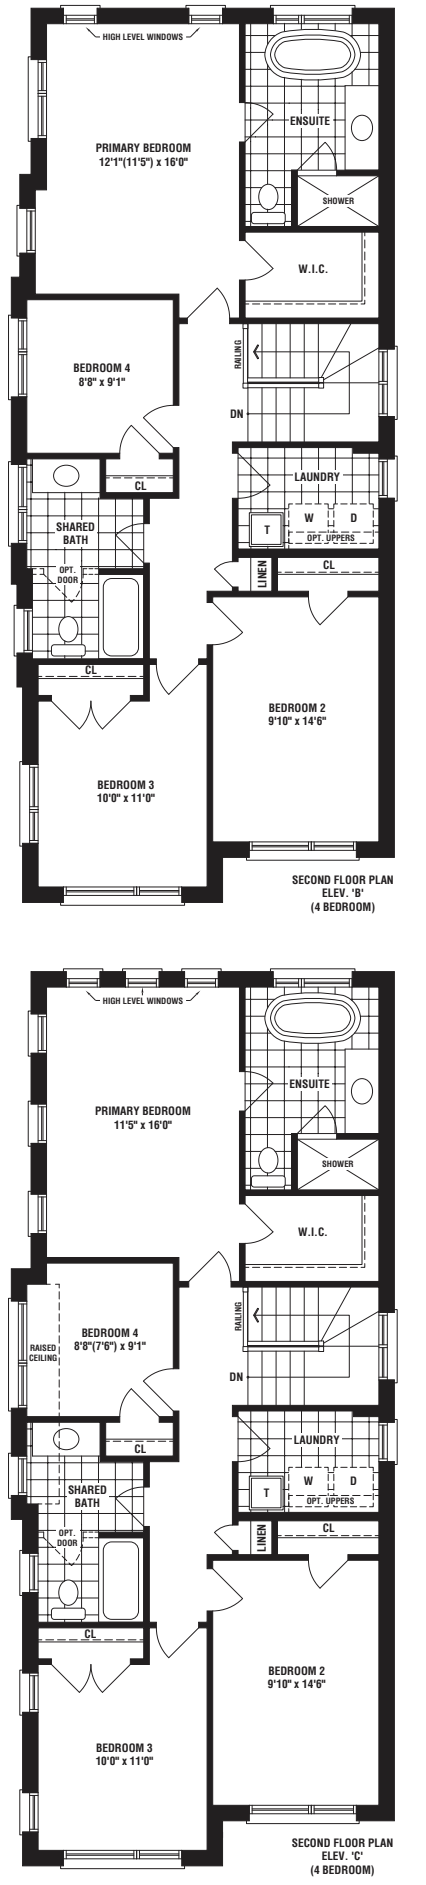 HIGH LEVEL WINDOWS
ENSUITE
PRIMARY BEDROOM
12'1"(11'5") x 16'0"
SHOWER
W.I.C.
BEDROOM 4
8'8" x 9'1"
RAILING
DN
CL
LAUNDRY
SHARED
BATH
W
D
T
OPT. UPPERS
OPT.
DOOR
LINEN
CL
CL
BEDROOM 2
9'10" x 14'6"
BEDROOM 3
10'0" x 11'0"
SECOND FLOOR PLAN
ELEV. 'B'
(4 BEDROOM)
HIGH LEVEL WINDOWS
ENSUITE
PRIMARY BEDROOM
11'5" x 16'0"
SHOWER
W.I.C.
RAILING
BEDROOM 4
8'8"(7'6") x 9'1"
RAISED
CEILING
DN
CL
LAUNDRY
SHARED
BATH
W
D
T
OPT. UPPERS
OPT.
DOOR
LINEN
CL
CL
BEDROOM 2
9'10" x 14'6"
BEDROOM 3
10'0" x 11'0"
SECOND FLOOR PLAN
ELEV. 'C'
(4 BEDROOM)